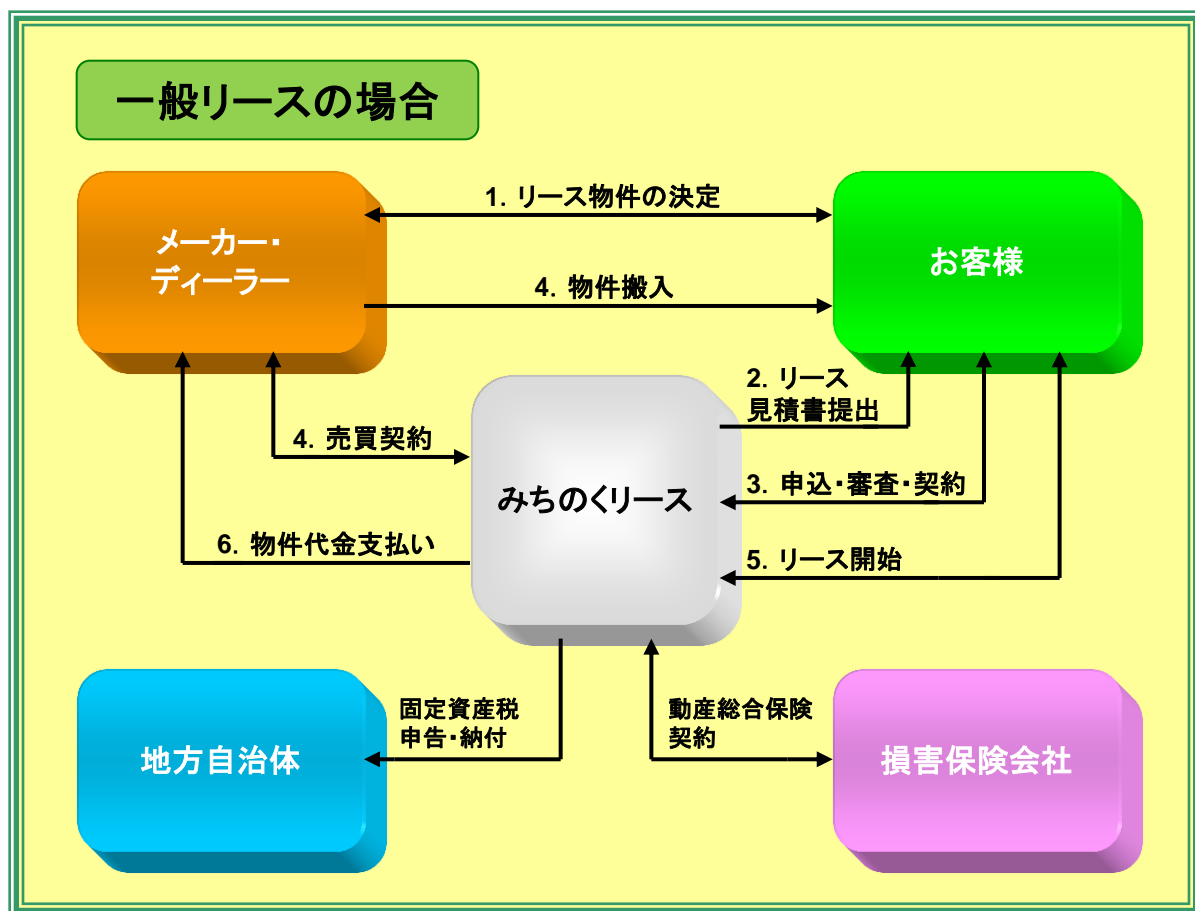 一般リースの場合
1．リース物件の決定
メーカー・
ディーラー
お客様
4．物件搬入
2．リース
見積書提出
4．売買契約
みちのくリース
3．申込・審査・契約
6．物件代金支払い
5．リース開始
固定資産税
申告・納付
動産総合保険
契約
地方自治体
損害保険会社